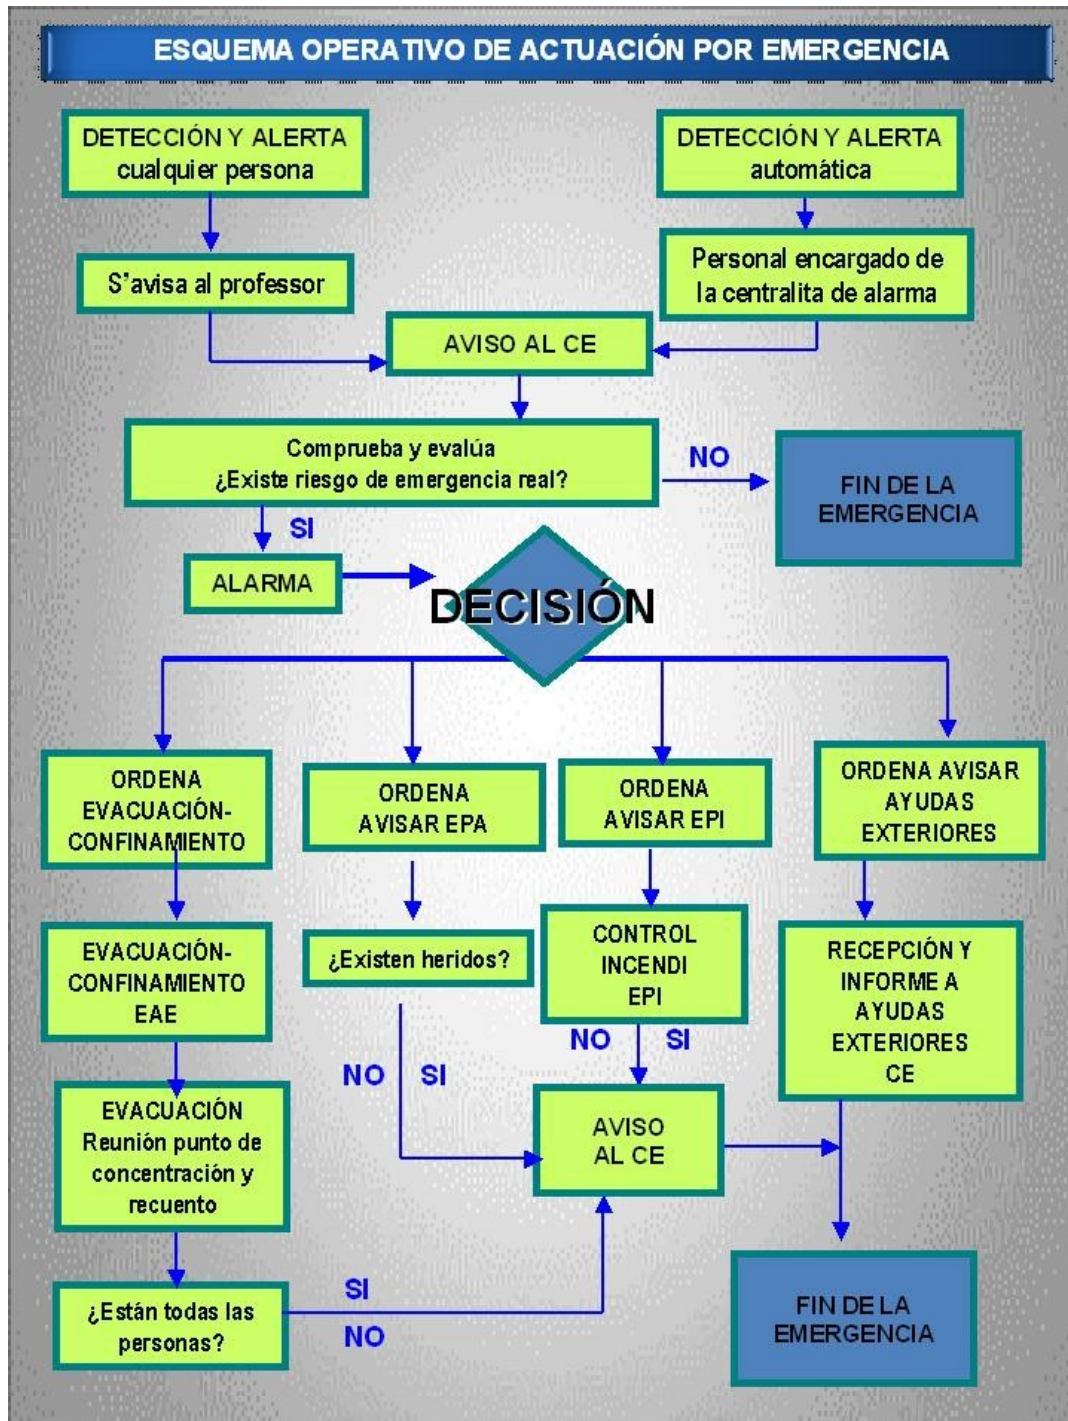 ESQUEMA OPERATIVO DE ACTUACIÓN POR EMERGENCIA
DETECCIÓN Y ALERTA
cualquier persona
DETECCIÓN Y ALERTA
automática
S'avisa al professor
Personal encargado de
la centralita de alarma
AVISO AL CE
Comprueba y evalúa
¿Existe riesgo de emergencia real?
NO
FIN DE LA
EMERGENCIA
SI
ALARMA
DECISIÓN
ORDENA
EVACUACIÓN-
CONFINAMIENTO
ORDENA
AVISAR EPA
ORDENA
AVISAR EPI
ORDENA AVISAR
AYUDAS
EXTERIORES
EVACUACIÓN-
CONFINAMIENTO
EAE
¿Existen heridos?
CONTROL
INCENDI
EPI
RECEPCIÓN Y
INFORME A
AYUDAS
EXTERIORES
CE
NO
SI
NO
SI
EVACUACIÓN
Reunión punto de
concentración y
recuento
AVISO
AL CE
¿Están todas las
personas?
SI
NO
FIN DE LA
EMERGENCIA